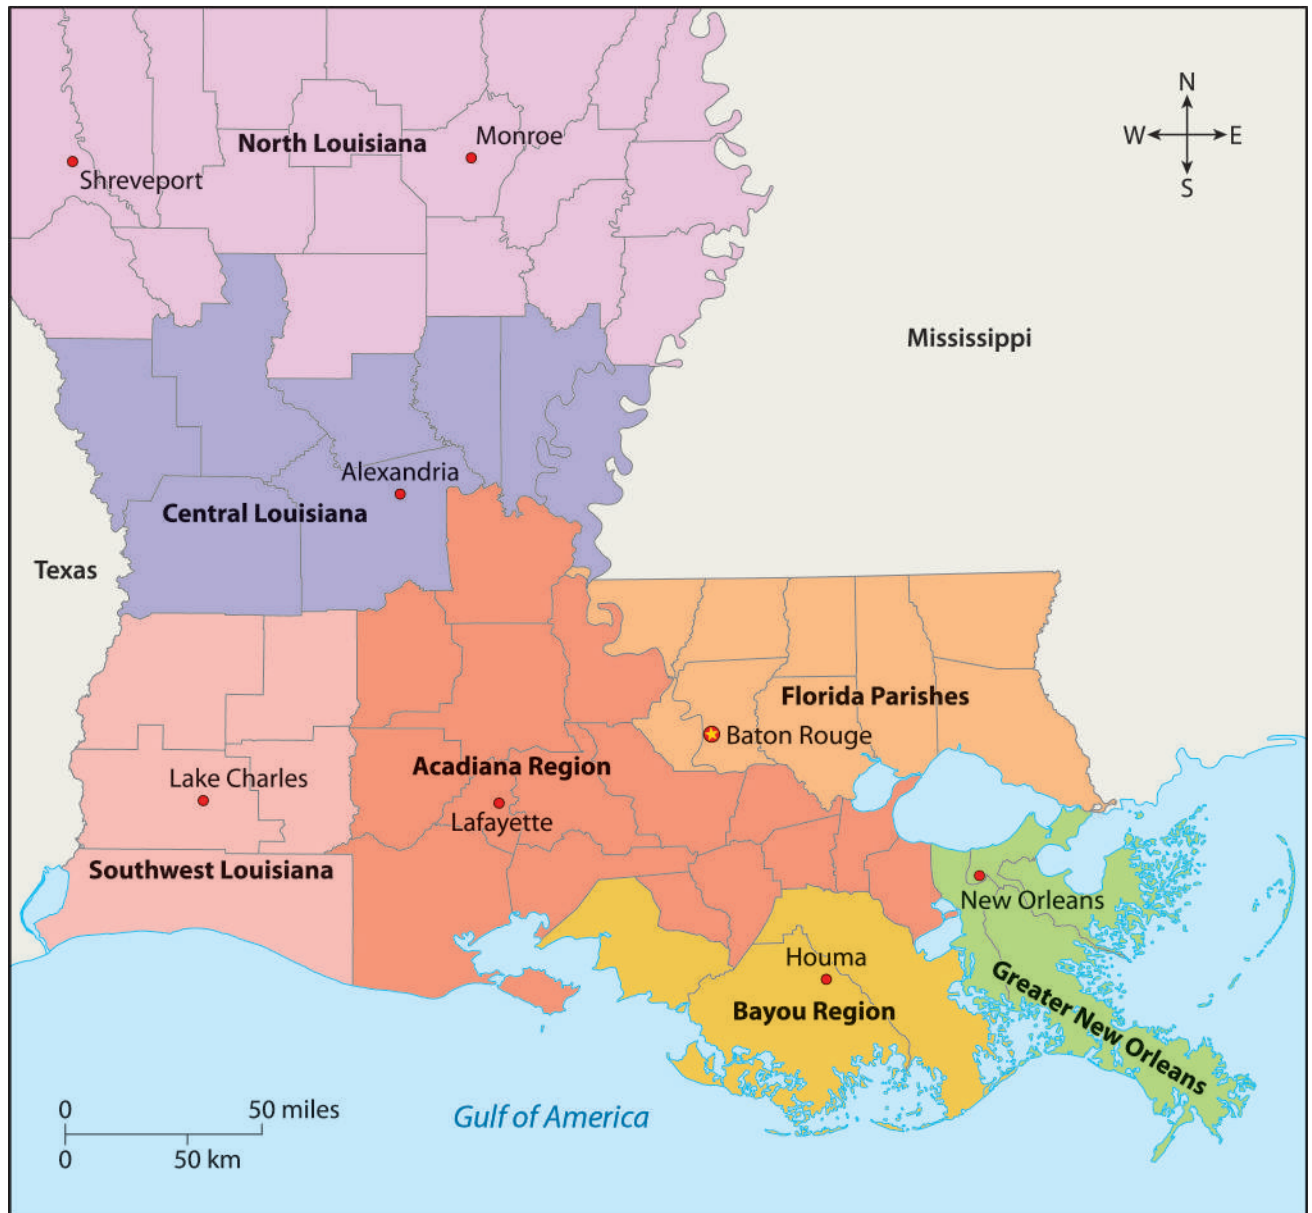 N
W E
S
North Louisiana
Monroe
Shreveport
Mississippi
Alexandria
Central Louisiana
Texas
Florida Parishes
Baton Rouge
Acadiana Region
Lake Charles
Lafayette
Southwest Louisiana
New Orleans
Houma
Bayou Region
Greater New Orleans
Gulf of America
0 50 miles
0 50 km